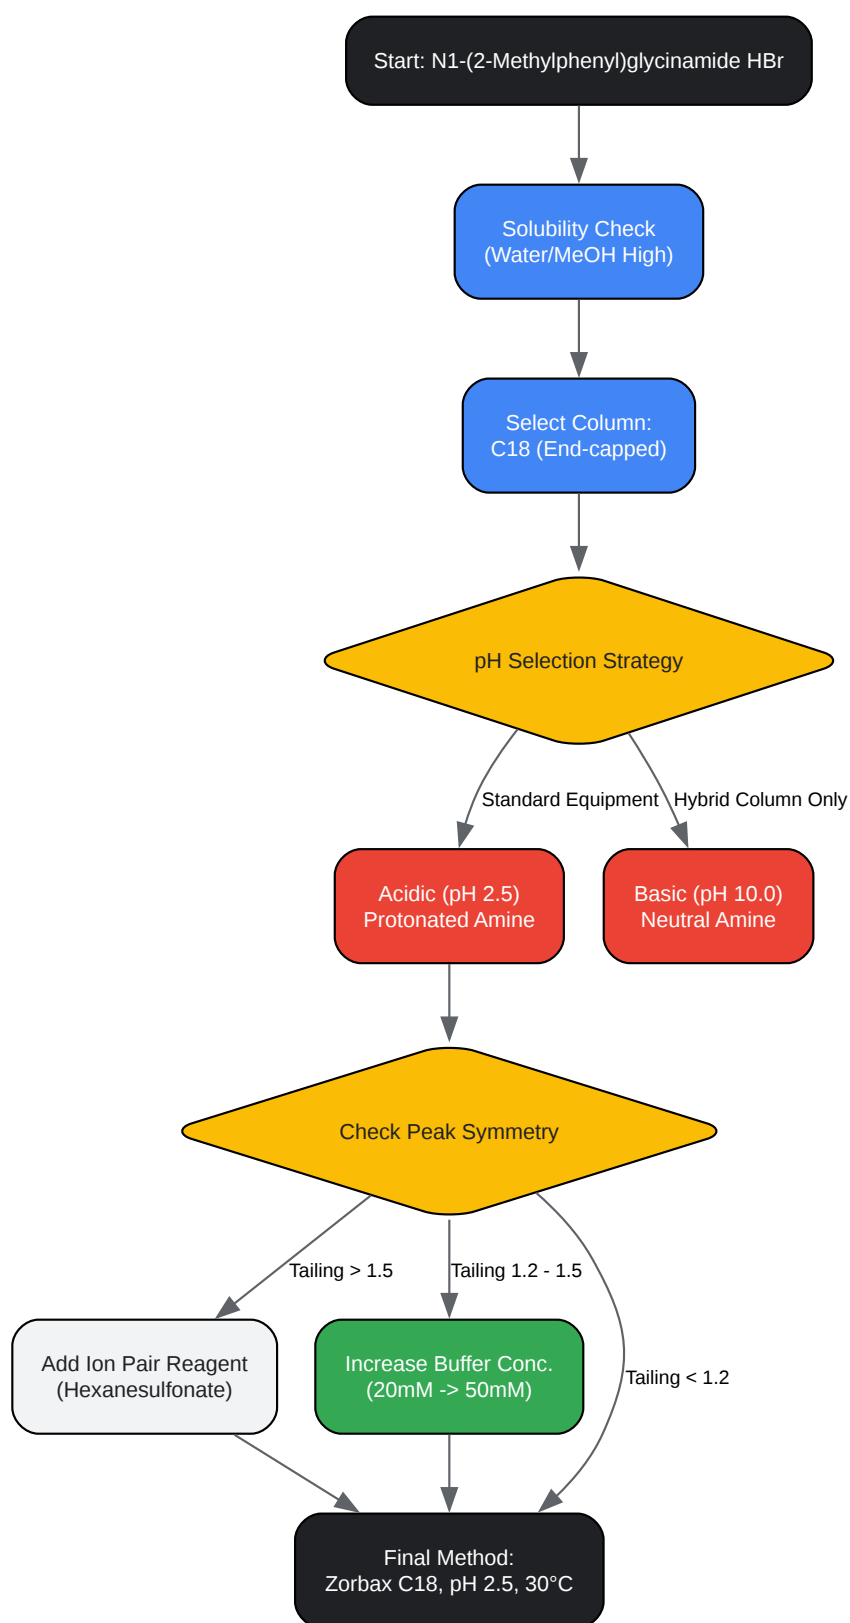 Start: N1-(2-Methylphenyl)glycinamide HBr
Solubility Check
(Water/MeOH High)
Select Column:
C18 (End-capped)
pH Selection Strategy
Standard Equipment
Hybrid Column Only
Acidic (pH 2.5)
Protonated Amine
Basic (pH 10.0)
Neutral Amine
Check Peak Symmetry
Tailing > 1.5
Tailing 1.2 - 1.5
Tailing < 1.2
Add Ion Pair Reagent
(Hexanesulfonate)
Increase Buffer Conc.
(20mM -> 50mM)
Final Method:
Zorbax C18, pH 2.5, 30°C